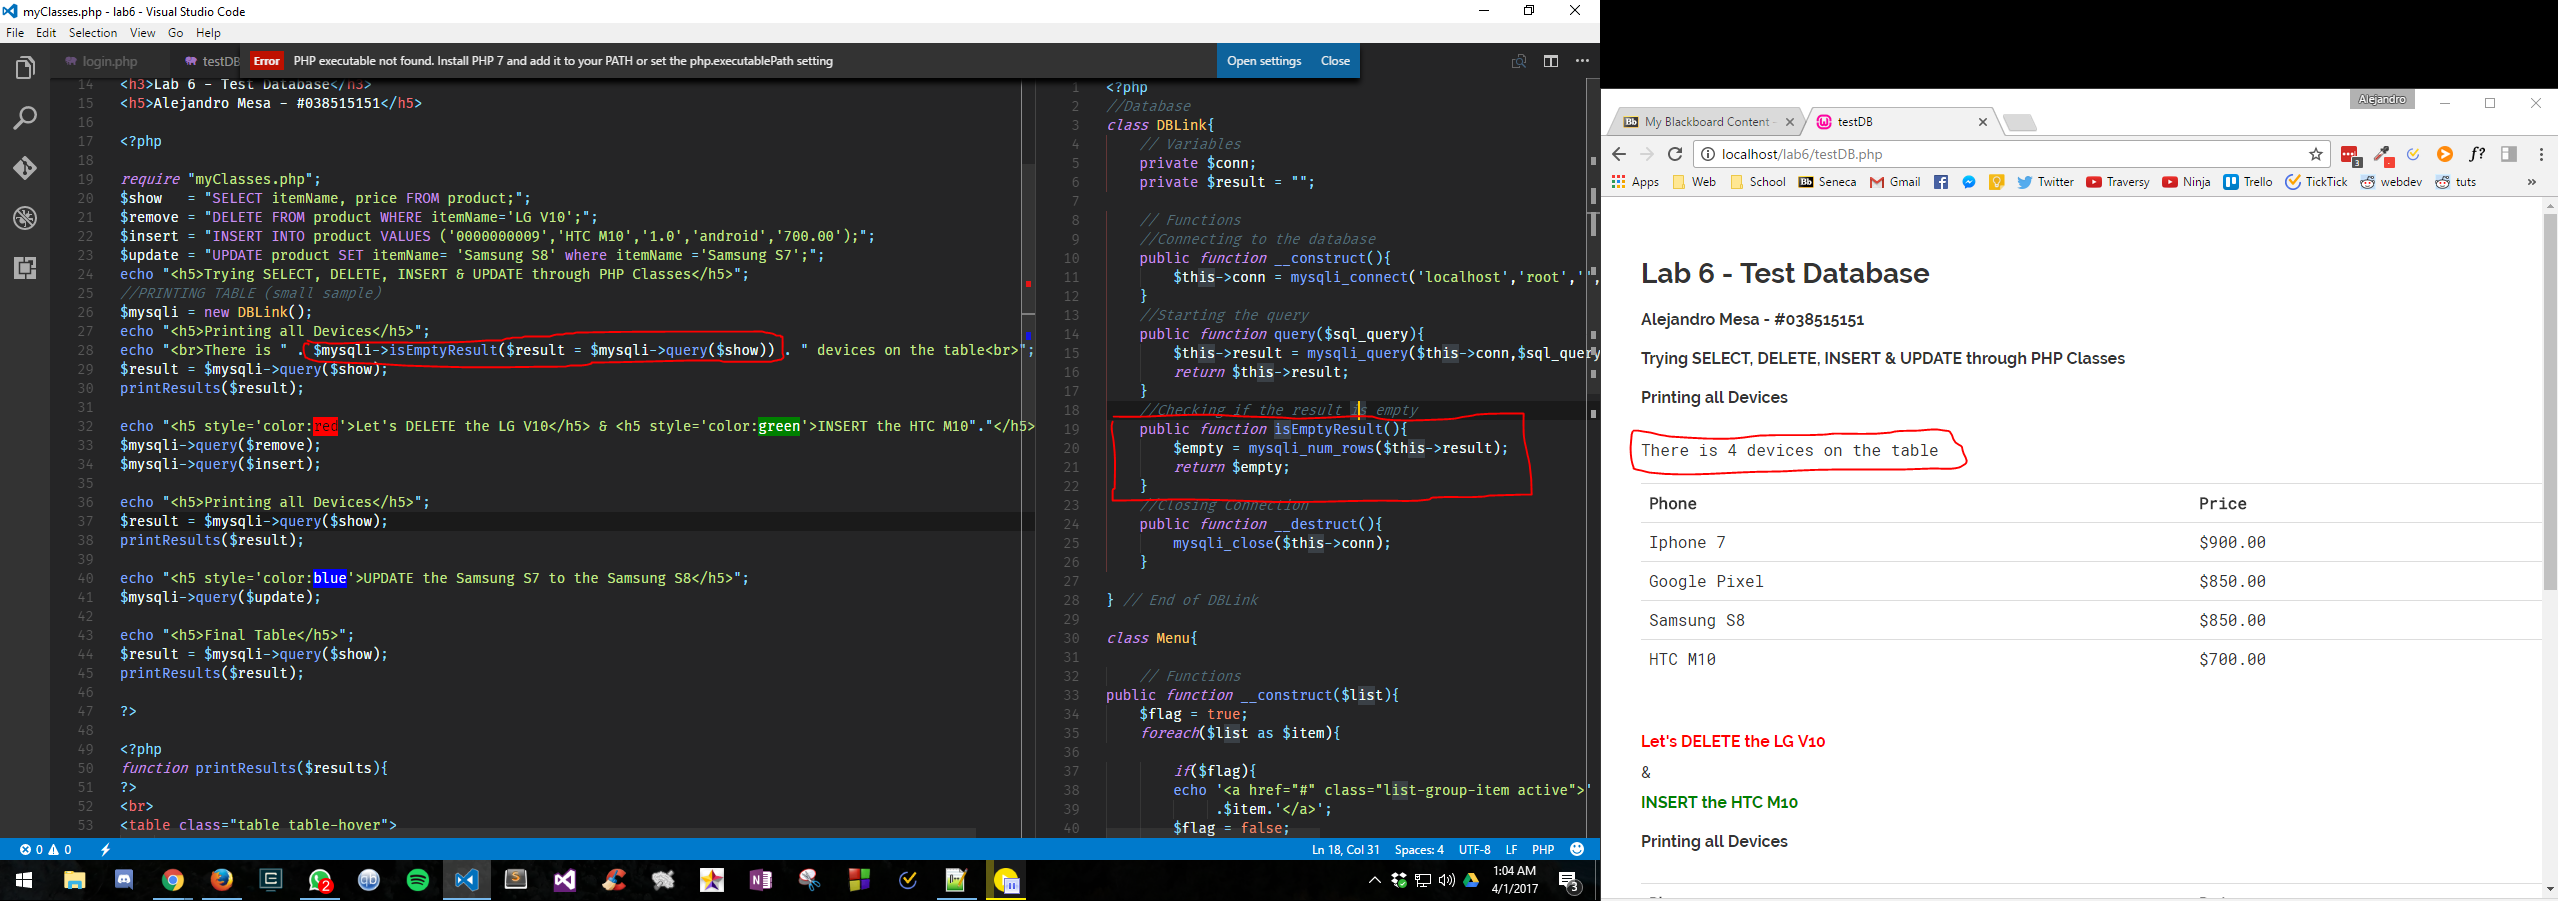 myClasses.php - lab6 - Visual Studio Code
File Edit Selection View Go Help
login.php
testDB
Error PHP executable not found. Install PHP 7 and add it to your PATH or set the php.executablePath setting
Open settings Close
14 <h3>Lab 6 - Test Database</h3>
15 <h5>Alejandro Mesa - #038515151</h5>
16
17 <?php
18
19 require "myClasses.php";
20 $show   = "SELECT itemName, price FROM product;";
21 $remove = "DELETE FROM product WHERE itemName='LG V10';";
22 $insert = "INSERT INTO product VALUES ('0000000009','HTC M10','1.0','android','700.00');";
23 $update = "UPDATE product SET itemName= 'Samsung S8' where itemName ='Samsung S7';";
24 echo "<h5>Trying SELECT, DELETE, INSERT & UPDATE through PHP Classes</h5>";
25 //PRINTING TABLE (small sample)
26 $mysqli = new DBLink();
27 echo "<h5>Printing all Devices</h5>";
28 echo "<br>There is " . $mysqli->isEmptyResult($result = $mysqli->query($show)) . " devices on the table<br>";
29 $result = $mysqli->query($show);
30 printResults($result);
31
32 echo "<h5 style='color:red'>Let's DELETE the LG V10</h5> & <h5 style='color:green'>INSERT the HTC M10"."</h5>
33 $mysqli->query($remove);
34 $mysqli->query($insert);
35
36 echo "<h5>Printing all Devices</h5>";
37 $result = $mysqli->query($show);
38 printResults($result);
39
40 echo "<h5 style='color:blue'>UPDATE the Samsung S7 to the Samsung S8</h5>";
41 $mysqli->query($update);
42
43 echo "<h5>Final Table</h5>";
44 $result = $mysqli->query($show);
45 printResults($result);
46
47 ?>
48
49 <?php
50 function printResults($results){
51 ?>
52 <br>
53 <table class="table table-hover">
1 <?php
2 //Database
3 class DBLink{
4 // Variables
5 private $conn;
6 private $result = "";
7
8 // Functions
9 //Connecting to the database
10 public function __construct(){
11 $this->conn = mysqli_connect('localhost','root','',
12 }
13 //Starting the query
14 public function query($sql_query){
15 $this->result = mysqli_query($this->conn,$sql_query
16 return $this->result;
17 }
18 //Checking if the result is empty
19 public function isEmptyResult(){
20 $empty = mysqli_num_rows($this->result);
21 return $empty;
22 }
23 //Closing Connection
24 public function __destruct(){
25 mysqli_close($this->conn);
26 }
27
28 } // End of DBLink
29
30 class Menu{
31
32 // Functions
33 public function __construct($list){
34 $flag = true;
35 foreach($list as $item){
36
37 if($flag){
38 echo '<a href="#" class="list-group-item active">'
39 .$item.'</a>';
40 $flag = false;
0 0
Ln 18, Col 31 Spaces: 4 UTF-8 LF PHP
2
1:04 AM
4/1/2017
3
Alejandro
My Blackboard Content -
testDB
localhost/lab6/testDB.php
3
f?
Apps Web School Bb Seneca Gmail Twitter Traversy Ninja Trello TickTick webdev tuts »
Lab 6 - Test Database
Alejandro Mesa - #038515151
Trying SELECT, DELETE, INSERT & UPDATE through PHP Classes
Printing all Devices
There is 4 devices on the table
Phone Price
Iphone 7 $900.00
Google Pixel $850.00
Samsung S8 $850.00
HTC M10 $700.00
Let's DELETE the LG V10
&
INSERT the HTC M10
Printing all Devices